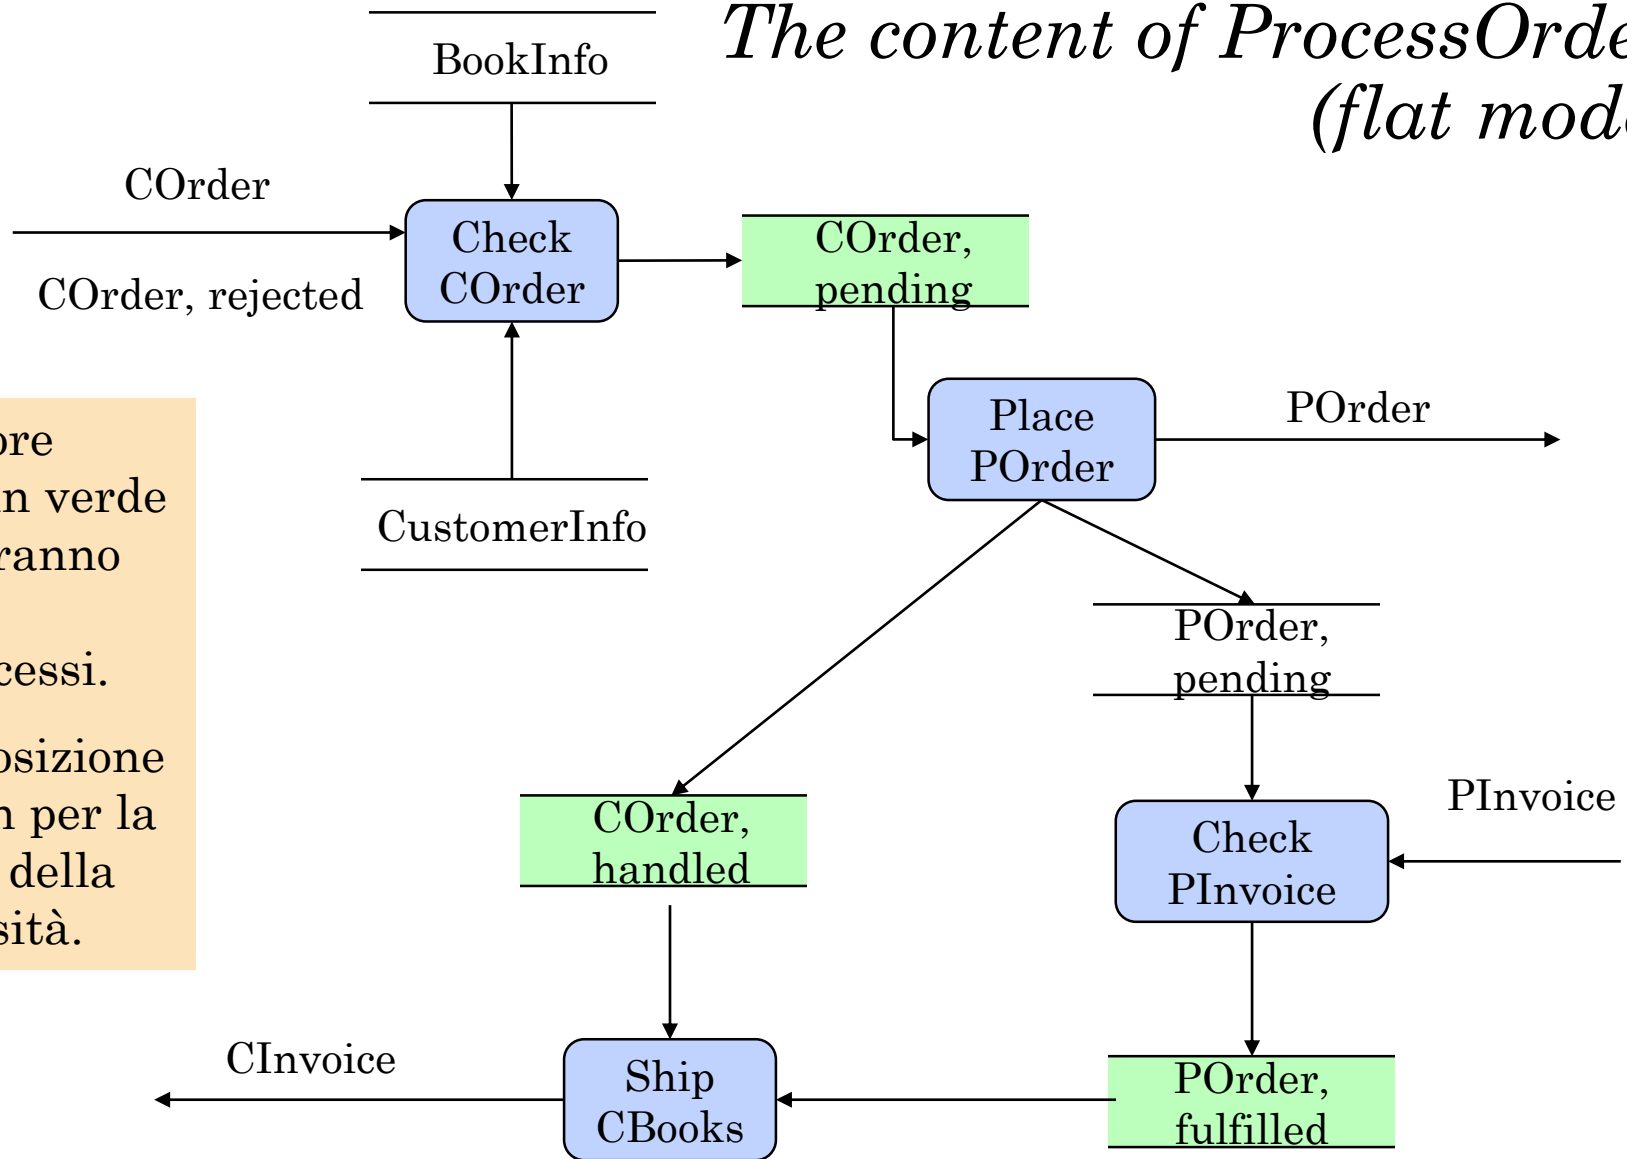 The content of ProcessOrde
(flat mod
BookInfo
COrder
Check
COrder
COrder, rejected
COrder,
pending
CustomerInfo
Place
POrder
POrder
ore
in verde
ranno
cessi.
osizione
n per la
della
sità.
POrder,
pending
COrder,
handled
PInvoice
Check
PInvoice
CInvoice
Ship
CBooks
POrder,
fulfilled